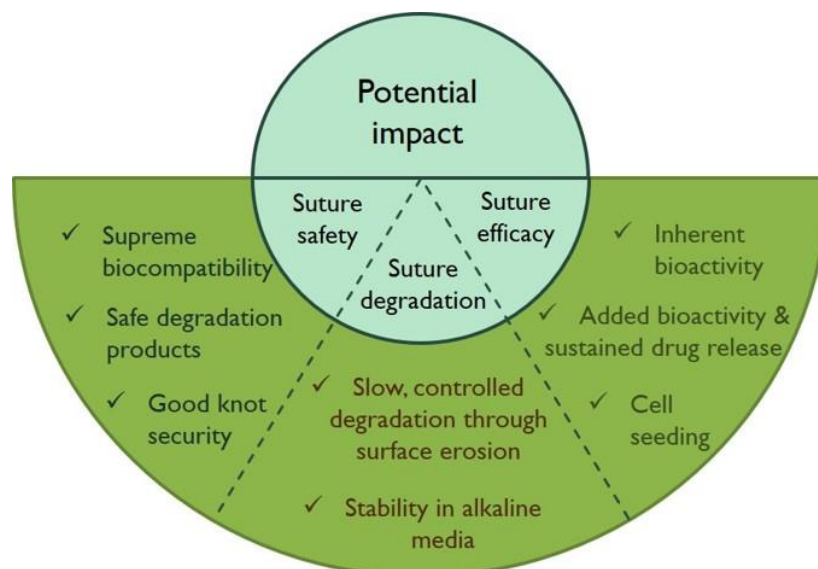 Potential
impact
Suture
safety
Suture
degradation
Suture
efficacy
✓ Supreme
biocompatibility
✓ Safe degradation
products
✓ Good knot
security
✓ Slow, controlled
degradation through
surface erosion
✓ Stability in alkaline
media
✓ Inherent
bioactivity
✓ Added bioactivity &
sustained drug release
✓ Cell
seeding